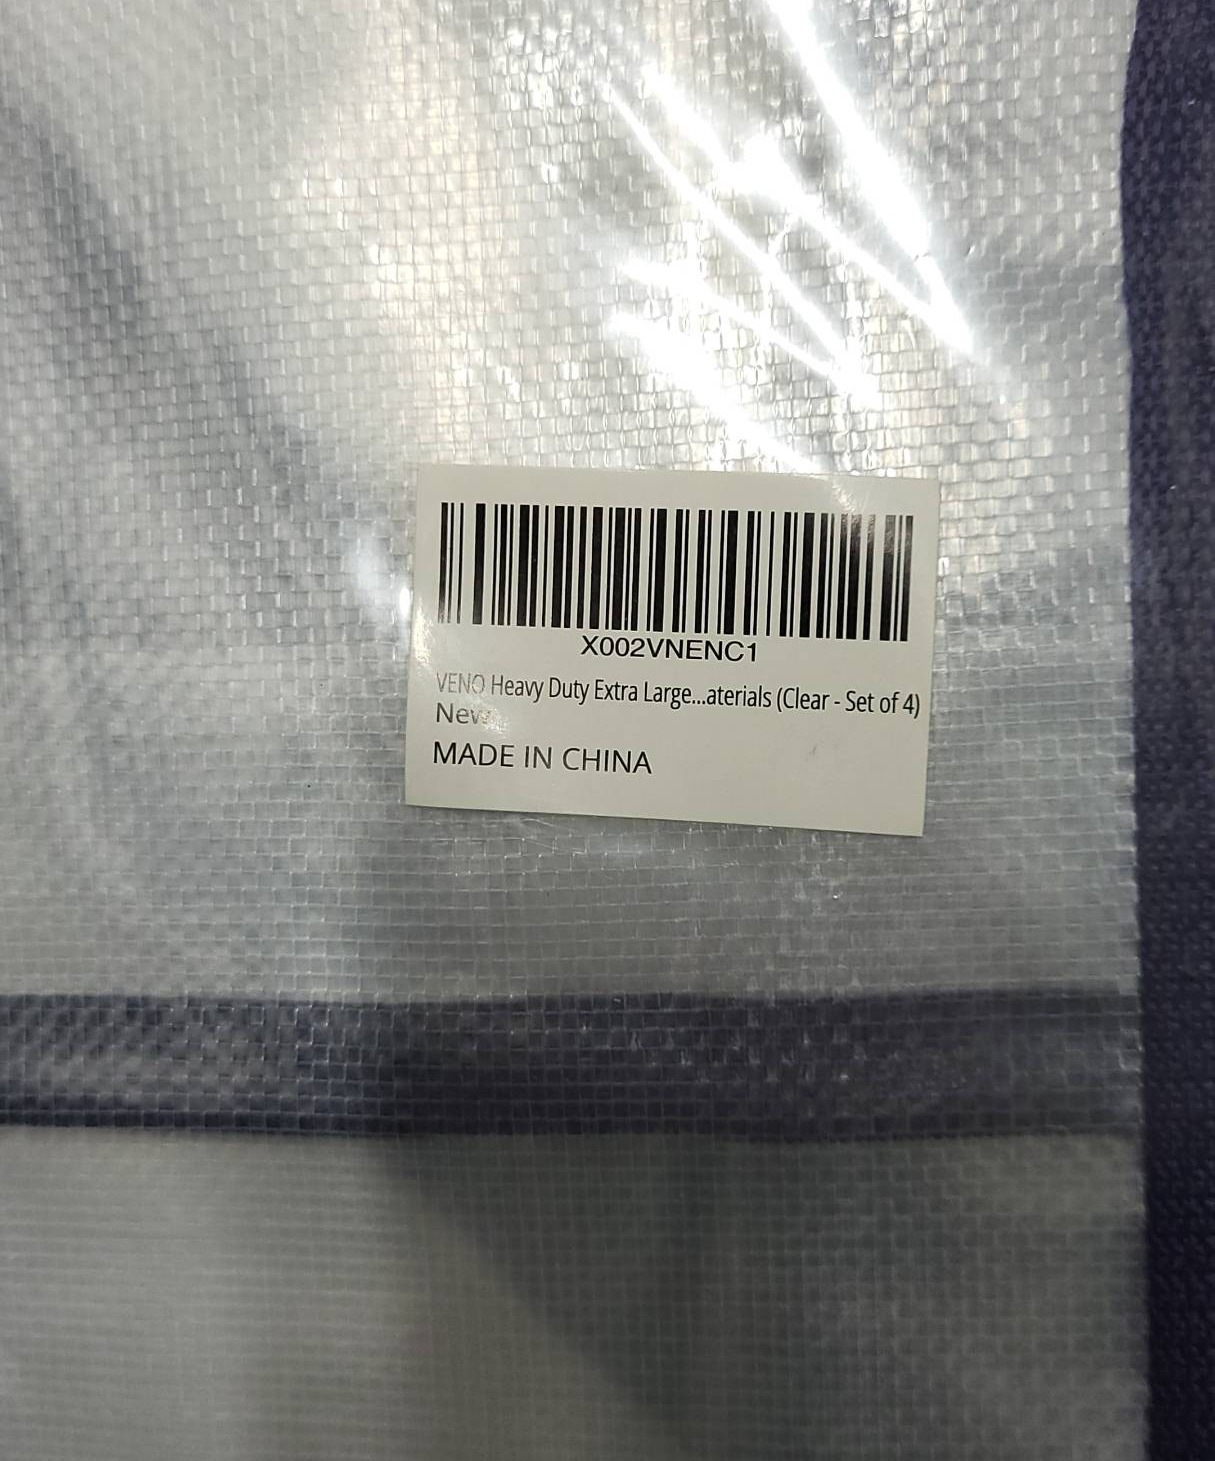 X002VNENC1
VENO Heavy Duty Extra Large...aterials (Clear - Set of 4)
New
MADE IN CHINA